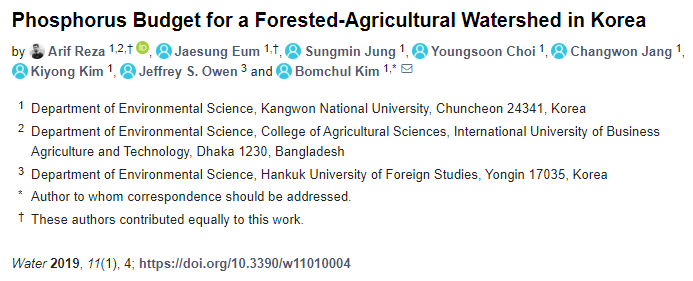 Phosphorus Budget for a Forested-Agricultural Watershed in Korea
by Arif Reza 1,2,†, Jaesung Eum 1,†, Sungmin Jung 1, Youngsoon Choi 1, Changwon Jang 1,
Kiyong Kim 1, Jeffrey S. Owen 3 and Bomchul Kim 1,*
1 Department of Environmental Science, Kangwon National University, Chuncheon 24341, Korea
2 Department of Environmental Science, College of Agricultural Sciences, International University of Business
Agriculture and Technology, Dhaka 1230, Bangladesh
3 Department of Environmental Science, Hankuk University of Foreign Studies, Yongin 17035, Korea
* Author to whom correspondence should be addressed.
† These authors contributed equally to this work.
Water 2019, 11(1), 4; https://doi.org/10.3390/w11010004